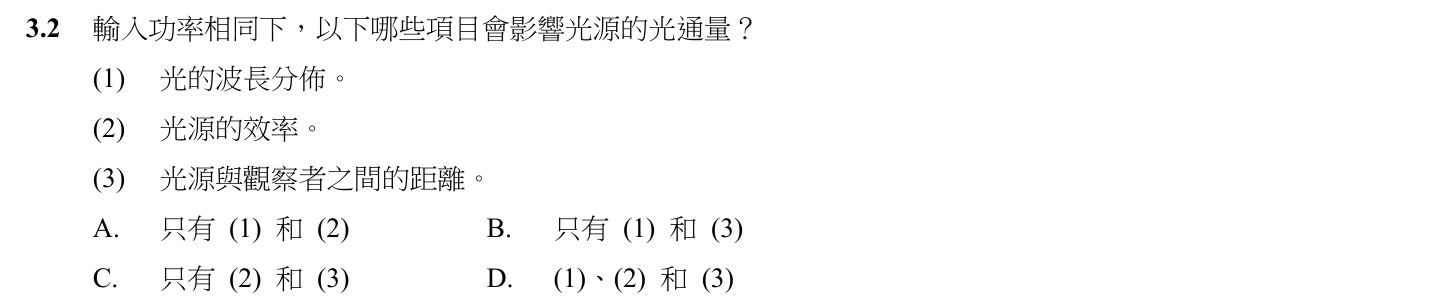 3.2 輸入功率相同下，以下哪些項目會影響光源的光通量？
(1) 光的波長分佈。
(2) 光源的效率。
(3) 光源與觀察者之間的距離。
A. 只有 (1) 和 (2) B. 只有 (1) 和 (3)
C. 只有 (2) 和 (3) D. (1)、(2) 和 (3)